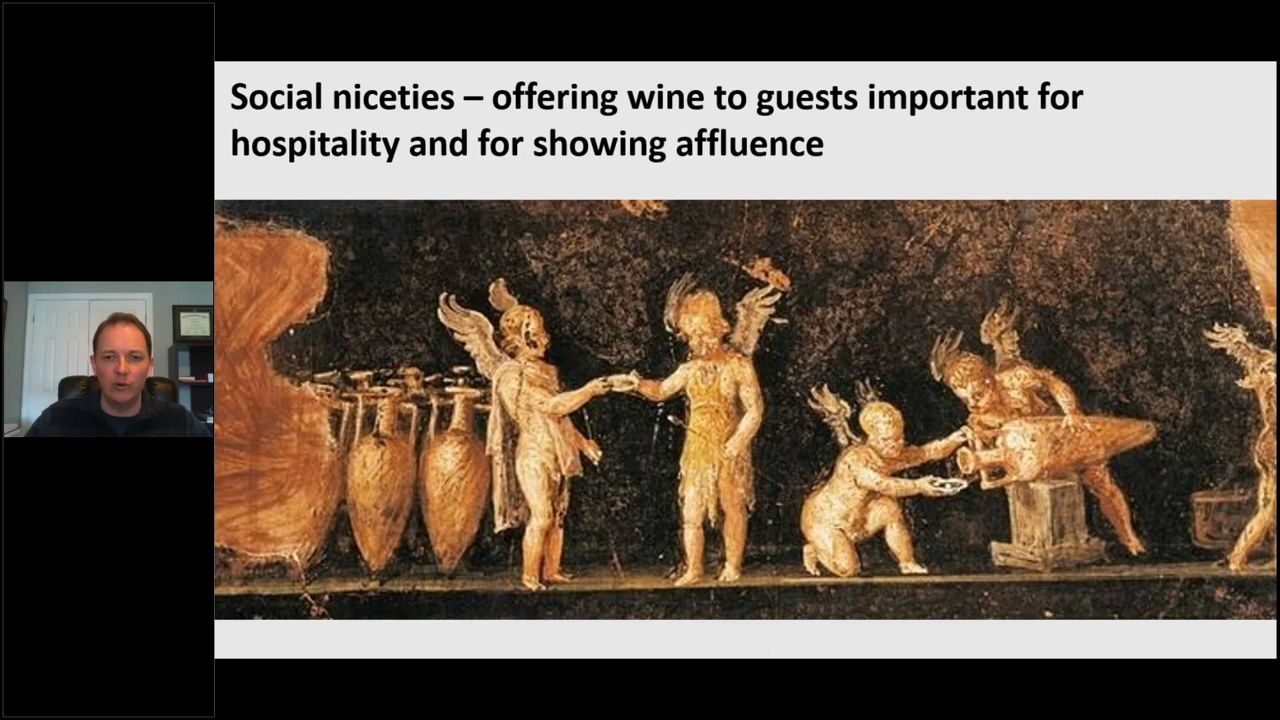 Social niceties – offering wine to guests important for
hospitality and for showing affluence